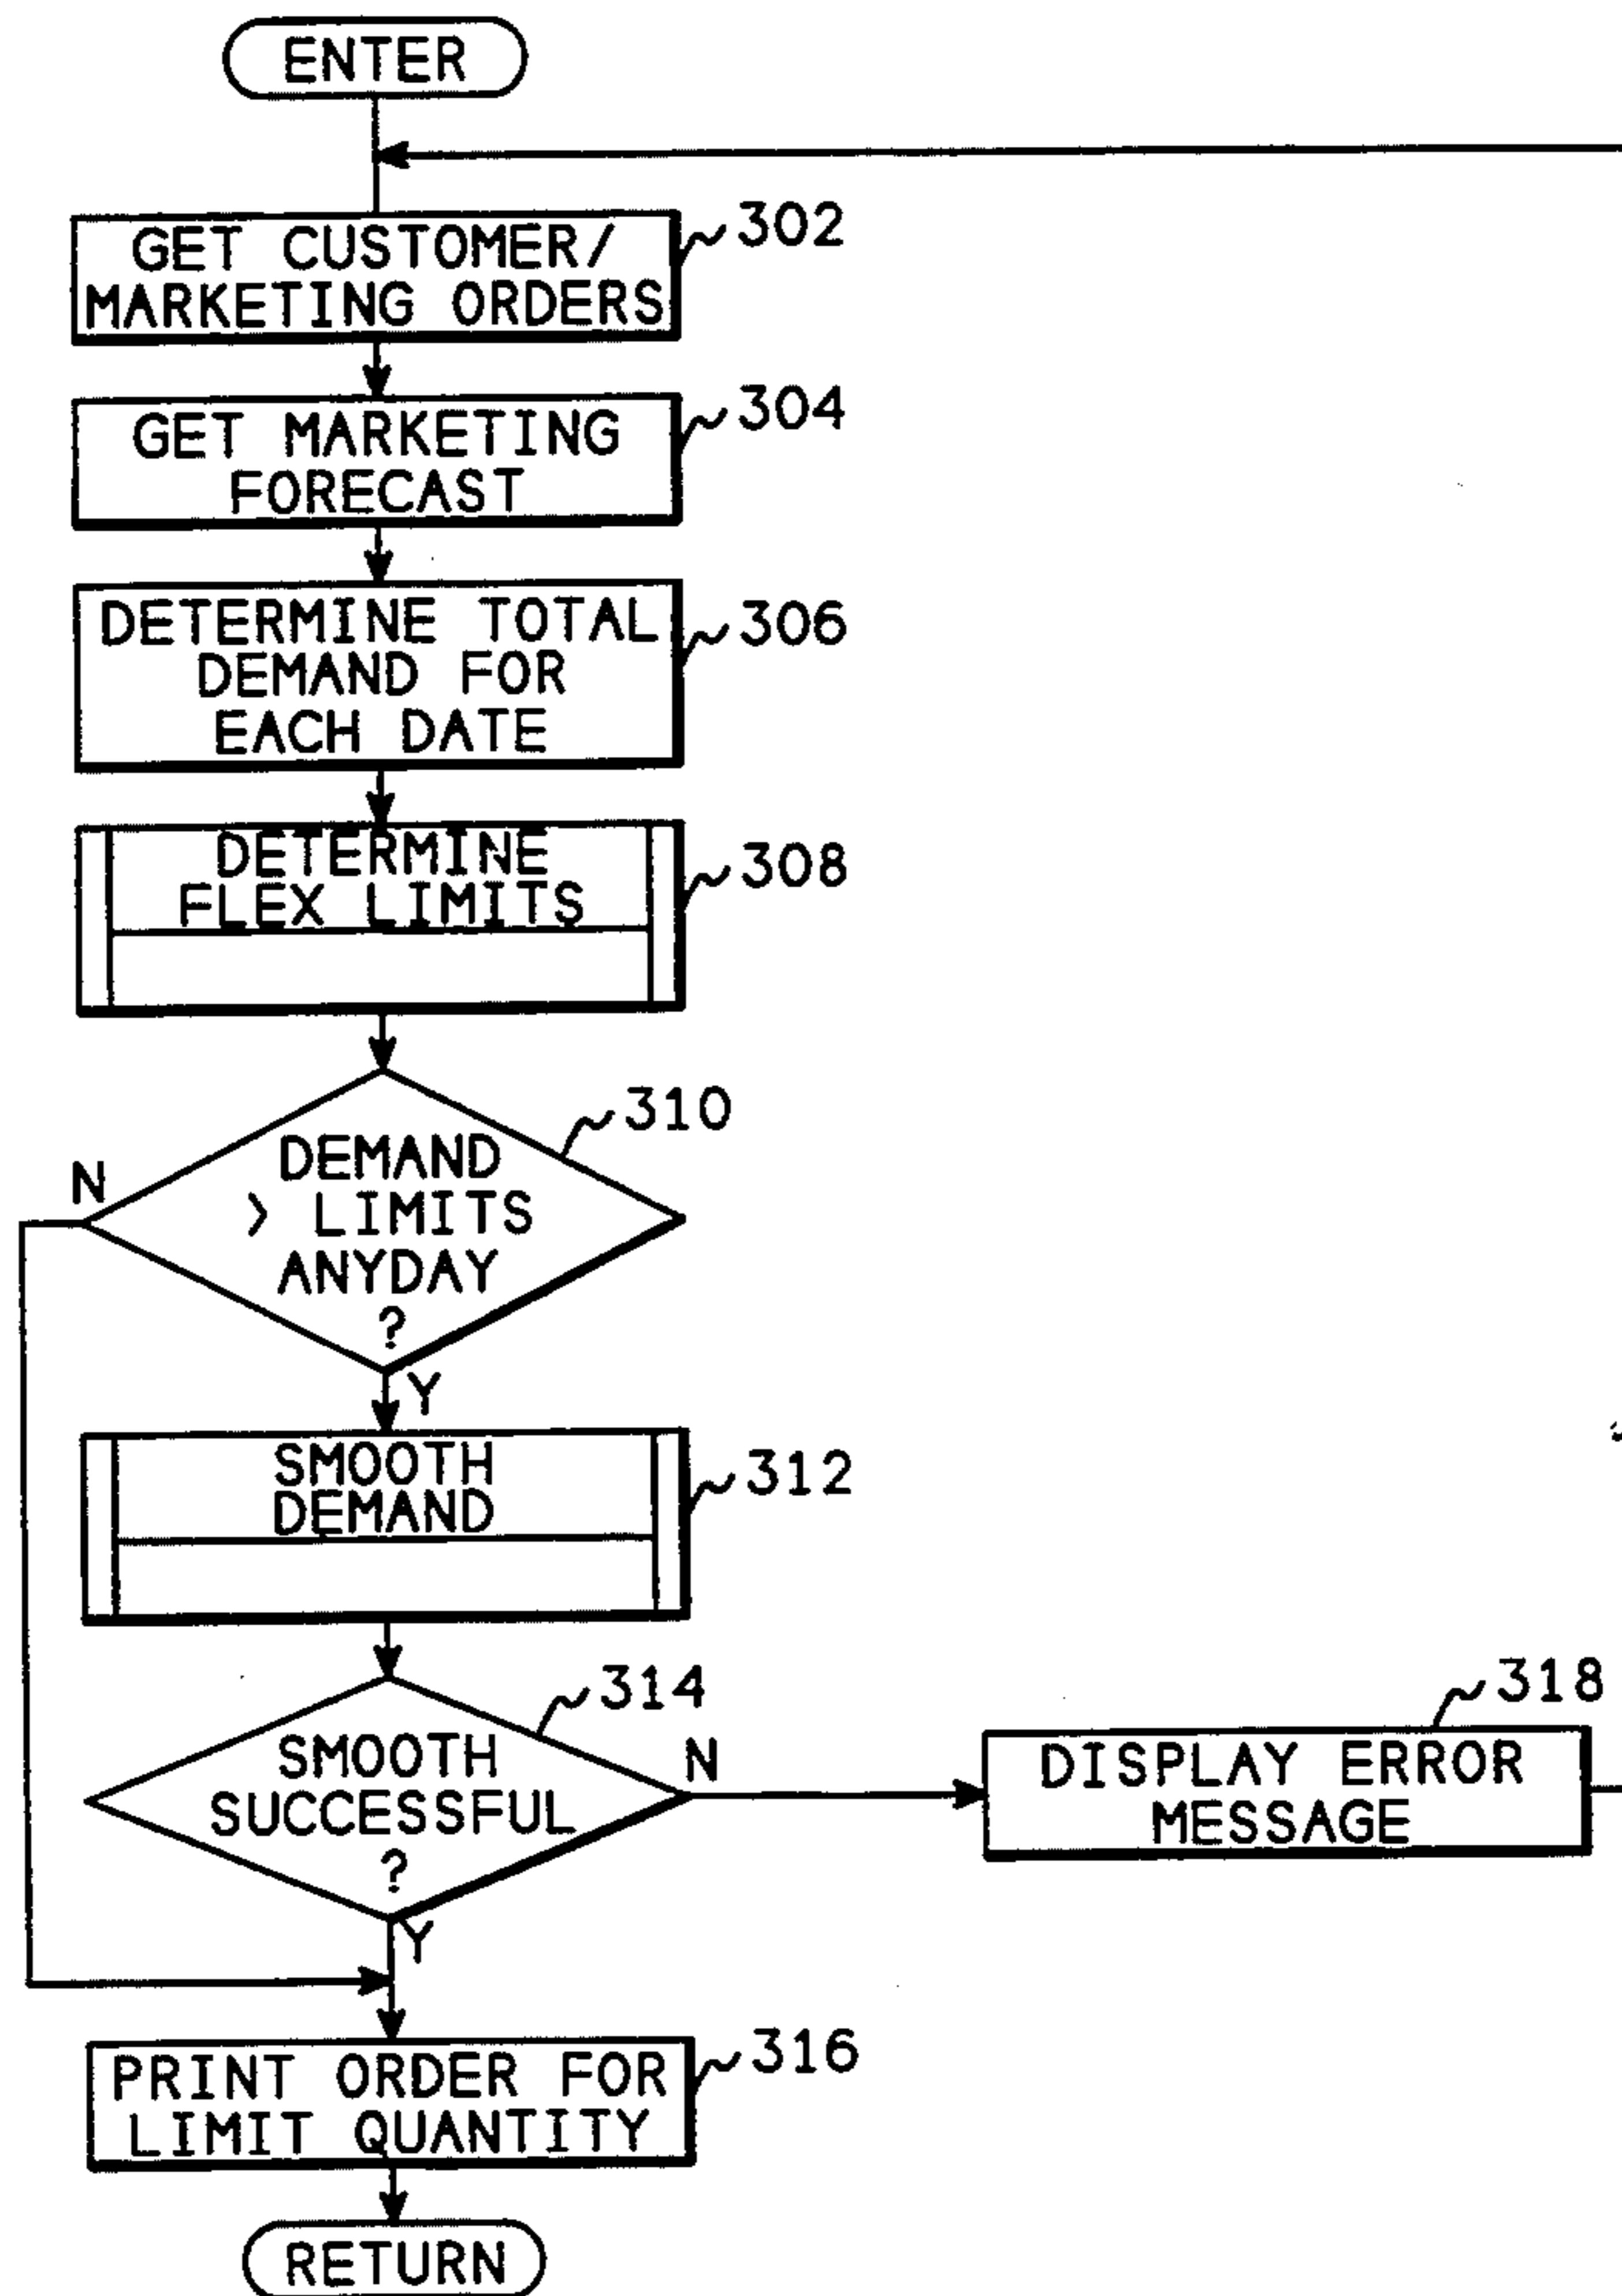 ENTER
GET CUSTOMER/
MARKETING ORDERS
302
GET MARKETING
FORECAST
304
DETERMINE TOTAL
DEMAND FOR
EACH DATE
306
DETERMINE
FLEX LIMITS
308
DEMAND
> LIMITS
ANYDAY
?
310
N
Y
SMOOTH
DEMAND
312
SMOOTH
SUCCESSFUL
?
314
N
Y
DISPLAY ERROR
MESSAGE
318
PRINT ORDER FOR
LIMIT QUANTITY
316
RETURN